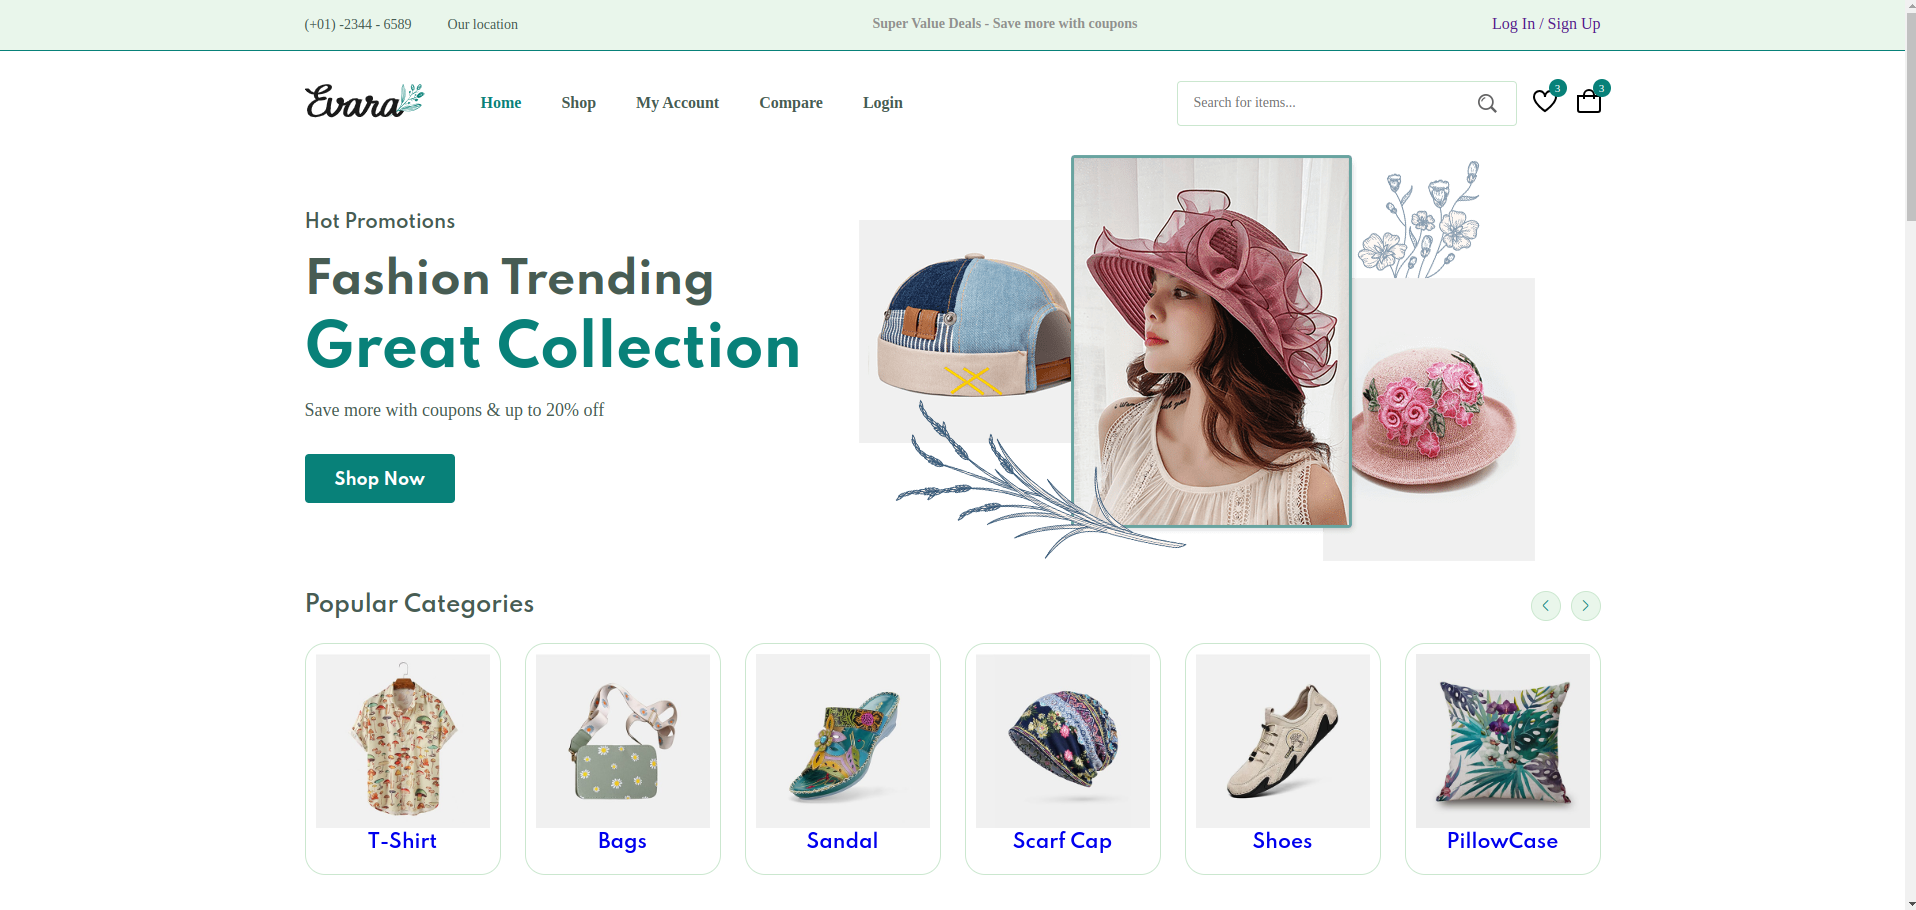 (+01) -2344 - 6589
Our location
Super Value Deals - Save more with coupons
Log In / Sign Up
Evara
Home
Shop
My Account
Compare
Login
Search for items...
3
3
Hot Promotions
Fashion Trending
Great Collection
Save more with coupons & up to 20% off
Shop Now
Popular Categories
T-Shirt
Bags
Sandal
Scarf Cap
Shoes
PillowCase